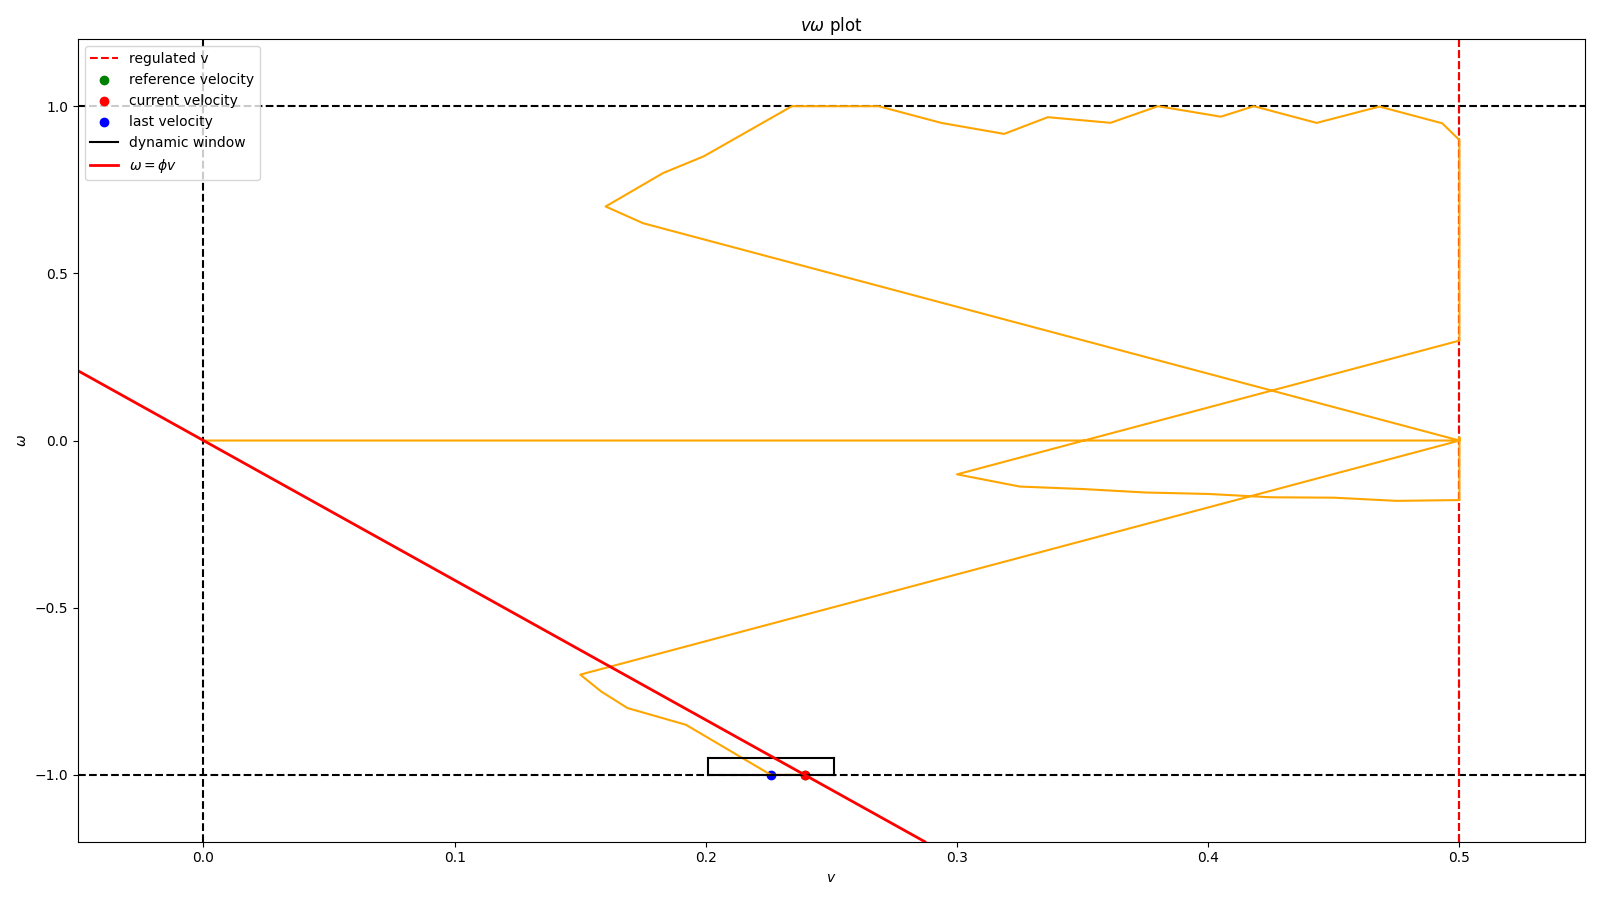 vω plot
regulated v
reference velocity
current velocity
last velocity
dynamic window
ω = ϕv
1.0
0.5
0.0
−0.5
−1.0
ω
0.0
0.1
0.2
0.3
0.4
0.5
v